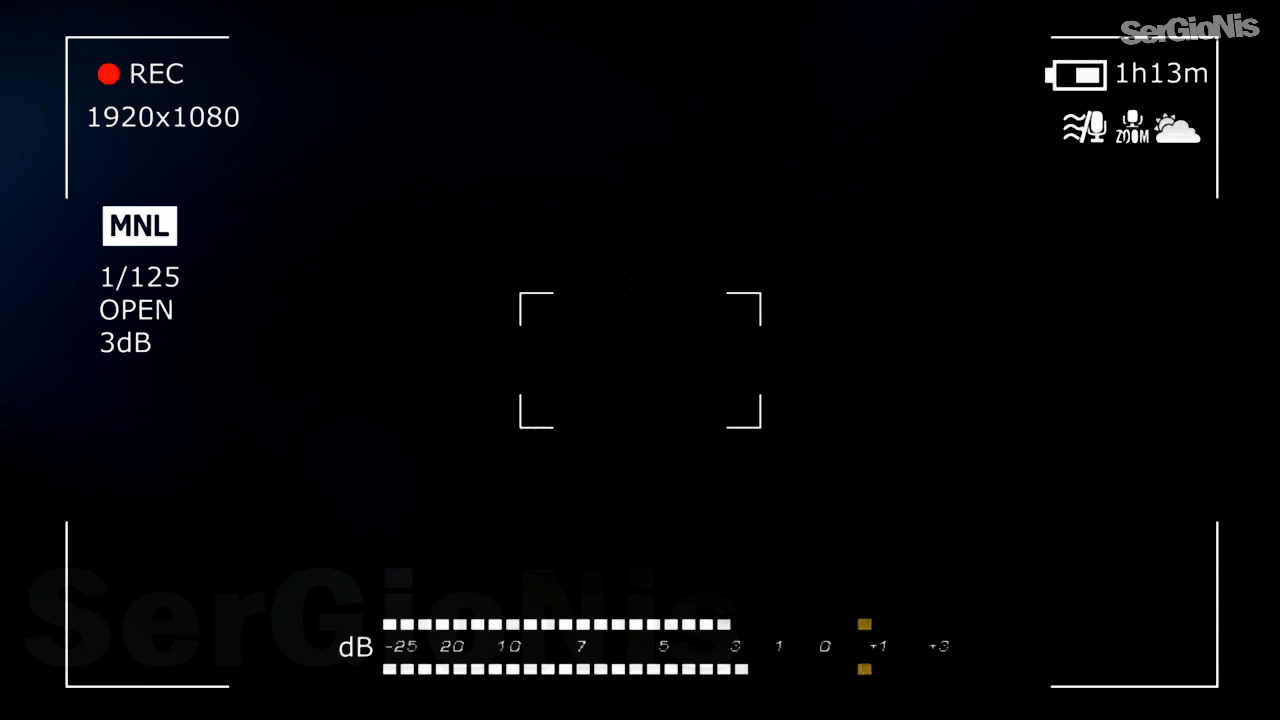 SerGioNis
REC
1h13m
1920x1080
ZOOM
MNL
1/125
OPEN
3dB
SerGioNis
dB -25 20 10 7 5 3 1 0 +1 +3